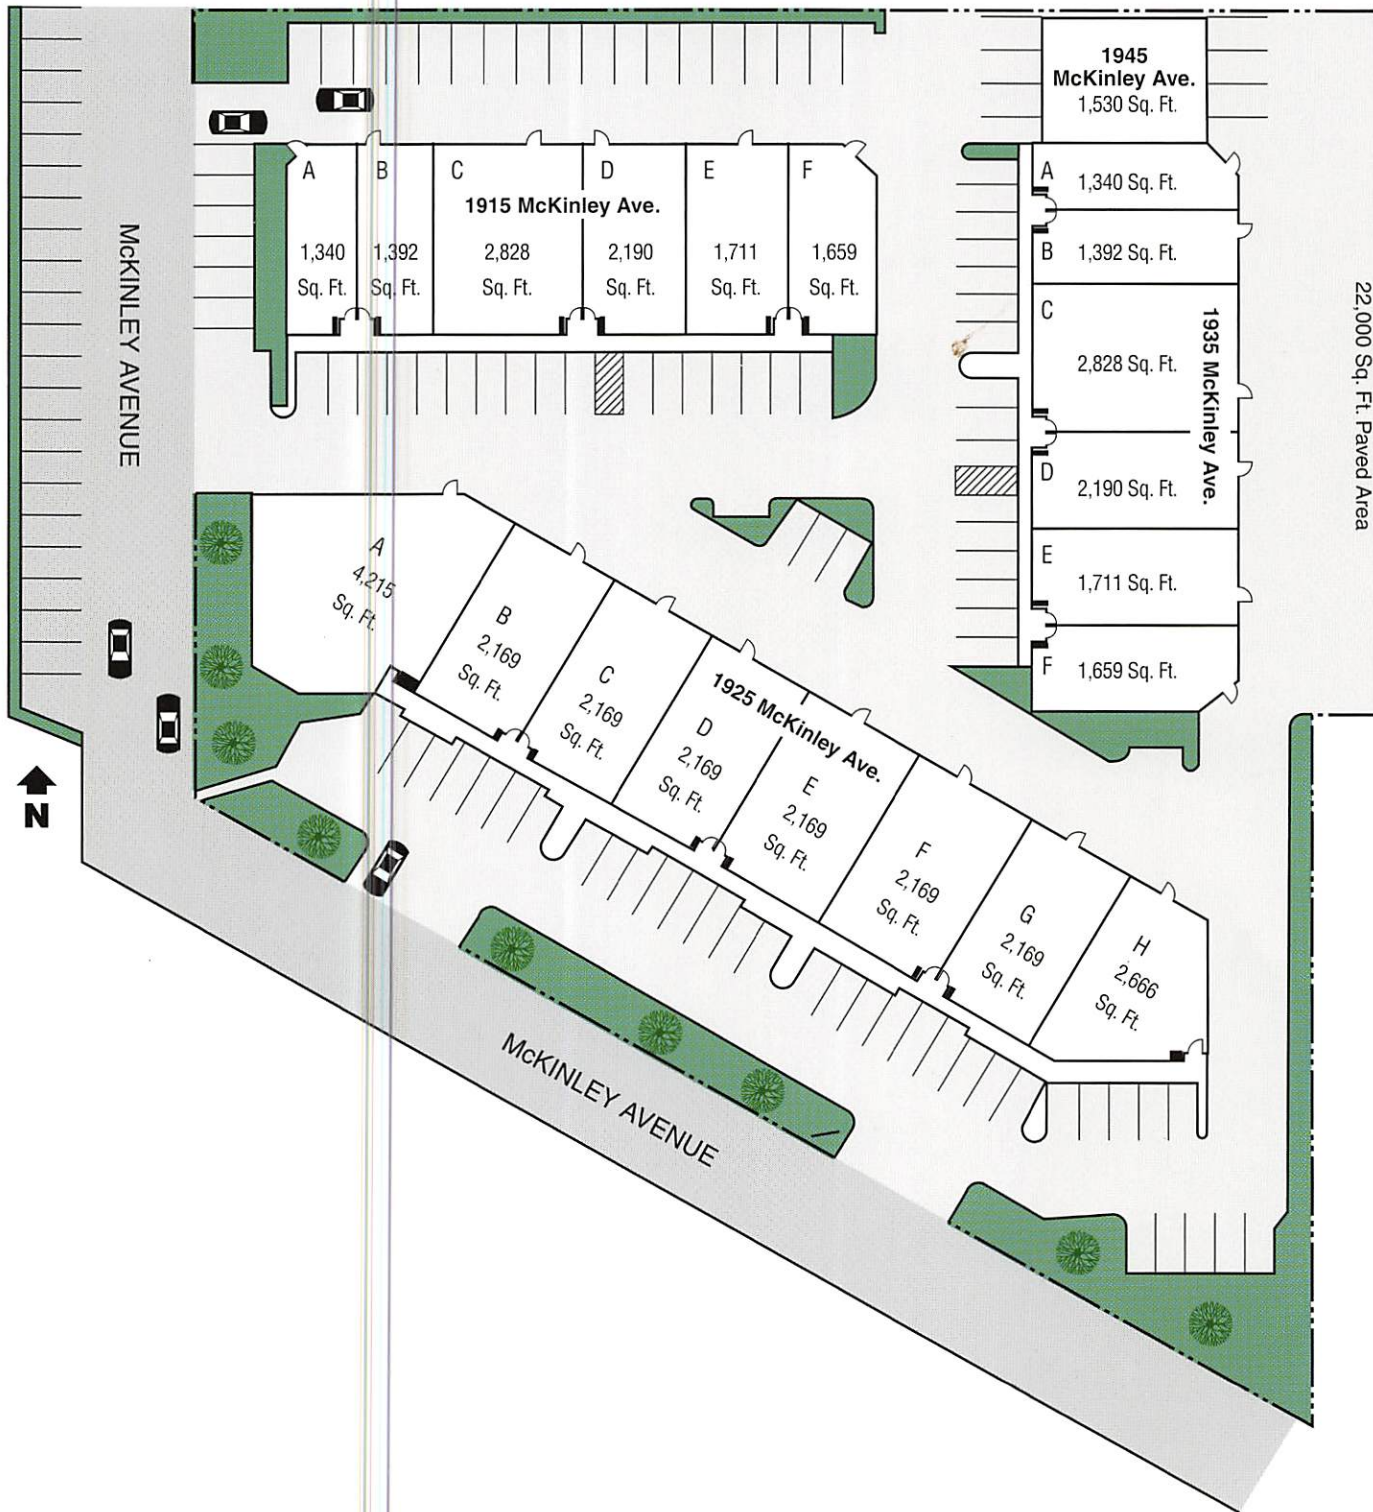 1945
McKinley Ave.
1,530 Sq. Ft.
A
B
C
D
E
F
1915 McKinley Ave.
1,340
Sq. Ft.
1,392
Sq. Ft.
2,828
Sq. Ft.
2,190
Sq. Ft.
1,711
Sq. Ft.
1,659
Sq. Ft.
A
1,340 Sq. Ft.
B
1,392 Sq. Ft.
C
2,828 Sq. Ft.
D
2,190 Sq. Ft.
E
1,711 Sq. Ft.
F
1,659 Sq. Ft.
1935 McKinley Ave.
22,000 Sq. Ft. Paved Area
McKINLEY AVENUE
A
4,215
Sq. Ft.
B
2,169
Sq. Ft.
C
2,169
Sq. Ft.
1925 McKinley Ave.
D
2,169
Sq. Ft.
E
2,169
Sq. Ft.
F
2,169
Sq. Ft.
G
2,169
Sq. Ft.
H
2,666
Sq. Ft.
N
McKINLEY AVENUE